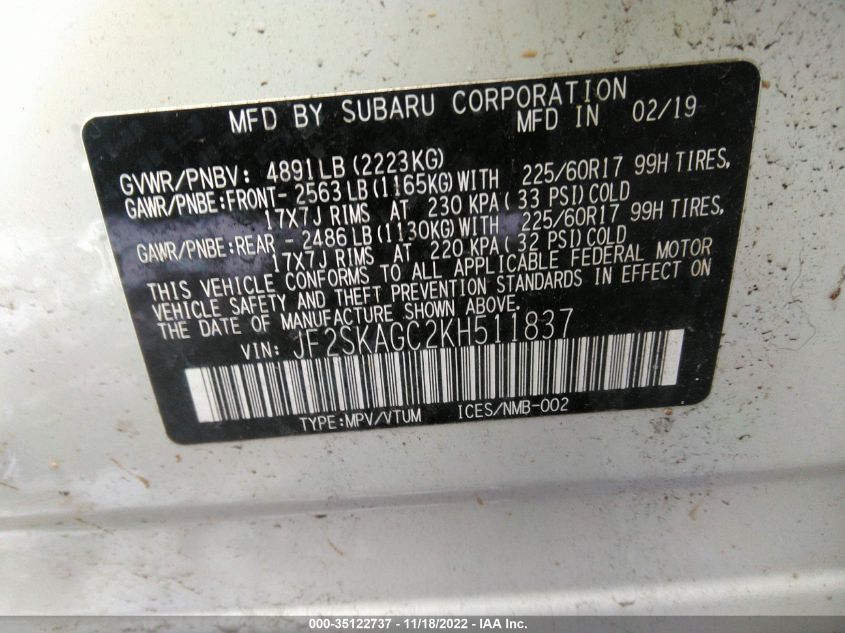 MFD BY SUBARU CORPORATION
MFD IN 02/19
GVWR/PNBV: 4891LB (2223KG)
GAWR/PNBE:FRONT- 2563 LB(1165KG)WITH 225/60R17 99H TIRES,
17X7J RIMS AT 230 KPA( 33 PSI)COLD
GAWR/PNBE:REAR - 2486 LB(1130KG)WITH 225/60R17 99H TIRES,
17X7J RIMS AT 220 KPA( 32 PSI)COLD
THIS VEHICLE CONFORMS TO ALL APPLICABLE FEDERAL MOTOR
VEHICLE SAFETY AND THEFT PREVENTION STANDARDS IN EFFECT ON
THE DATE OF MANUFACTURE SHOWN ABOVE.
VIN: JF2SKAGC2KH511837
TYPE:MPV/VTUM ICES/NMB-002
000-35122737 - 11/18/2022 - IAA Inc.